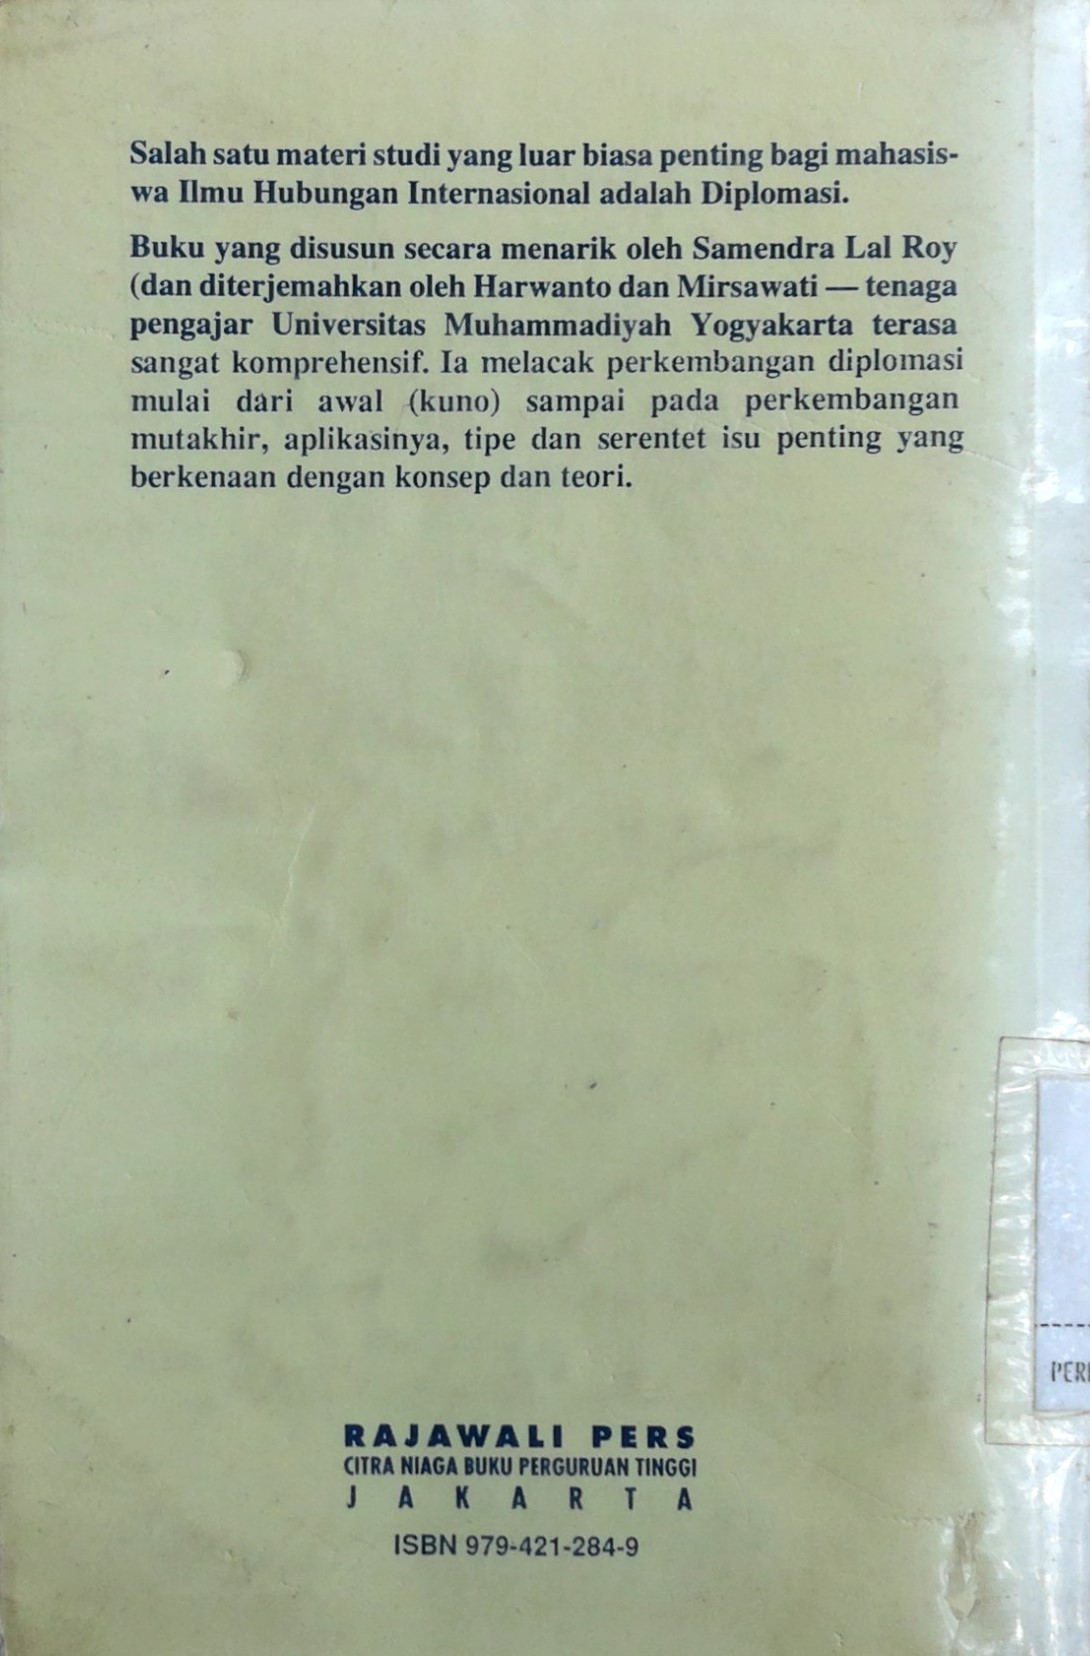 Salah satu materi studi yang luar biasa penting bagi mahasis-
wa Ilmu Hubungan Internasional adalah Diplomasi.
Buku yang disusun secara menarik oleh Samendra Lal Roy
(dan diterjemahkan oleh Harwanto dan Mirsawati — tenaga
pengajar Universitas Muhammadiyah Yogyakarta terasa
sangat komprehensif. Ia melacak perkembangan diplomasi
mulai dari awal (kuno) sampai pada perkembangan
mutakhir, aplikasinya, tipe dan serentet isu penting yang
berkenaan dengan konsep dan teori.
RAJAWALI PERS
CITRA NIAGA BUKU PERGURUAN TINGGI
JAKARTA
ISBN 979-421-284-9